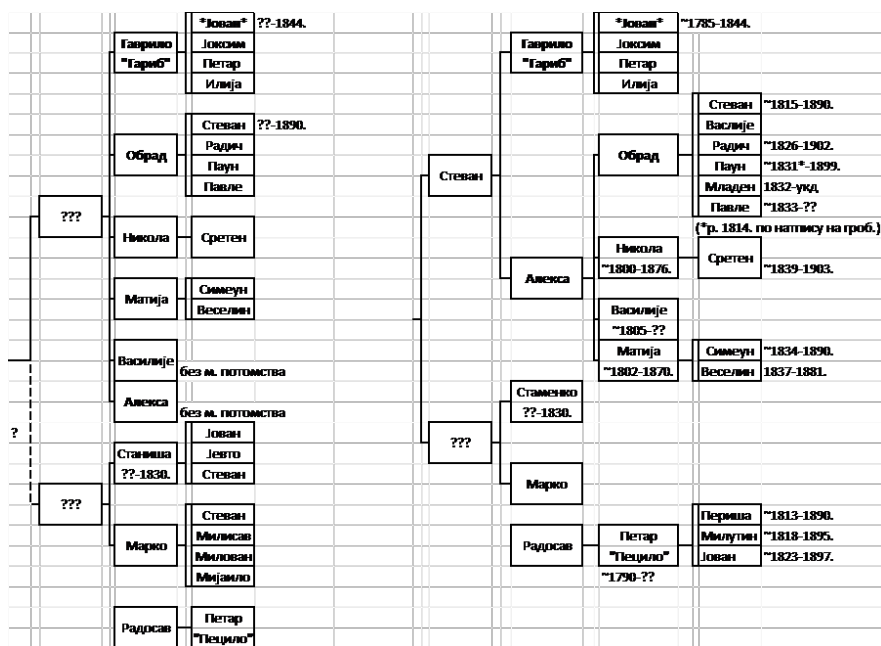 *Јован* ??-1844.
Гаврило
"Гариб"
Јоксим
Петар
Илија
Обрад
Стеван ??-1890.
Радич
Паун
Павле
???
Никола
Сретен
Матија
Симеун
Веселин
Василије
без м. потомства
Алекса
без м. потомства
?
Станиша
??-1830.
Јован
Јевто
Стеван
???
Марко
Стеван
Милисав
Милован
Мијаило
Радосав
Петар
"Пецило"
Стеван
Гаврило
"Гариб"
*Јован* ~1785-1844.
Јоксим
Петар
Илија
Алекса
Обрад
Стеван ~1815-1890.
Васлије
Радич ~1826-1902.
Паун ~1831*-1899.
Младен 1832-укд
Павле ~1833-??
(*р. 1814. по натпису на гроб.)
Никола
~1800-1876.
Сретен
~1839-1903.
Василије
~1805-??
Матија
~1802-1870.
Симеун ~1834-1890.
Веселин 1837-1881.
???
Стаменко
??-1830.
Марко
Радосав
Петар
"Пецило"
~1790-??
Периша ~1813-1890.
Милутин ~1818-1895.
Јован ~1823-1897.